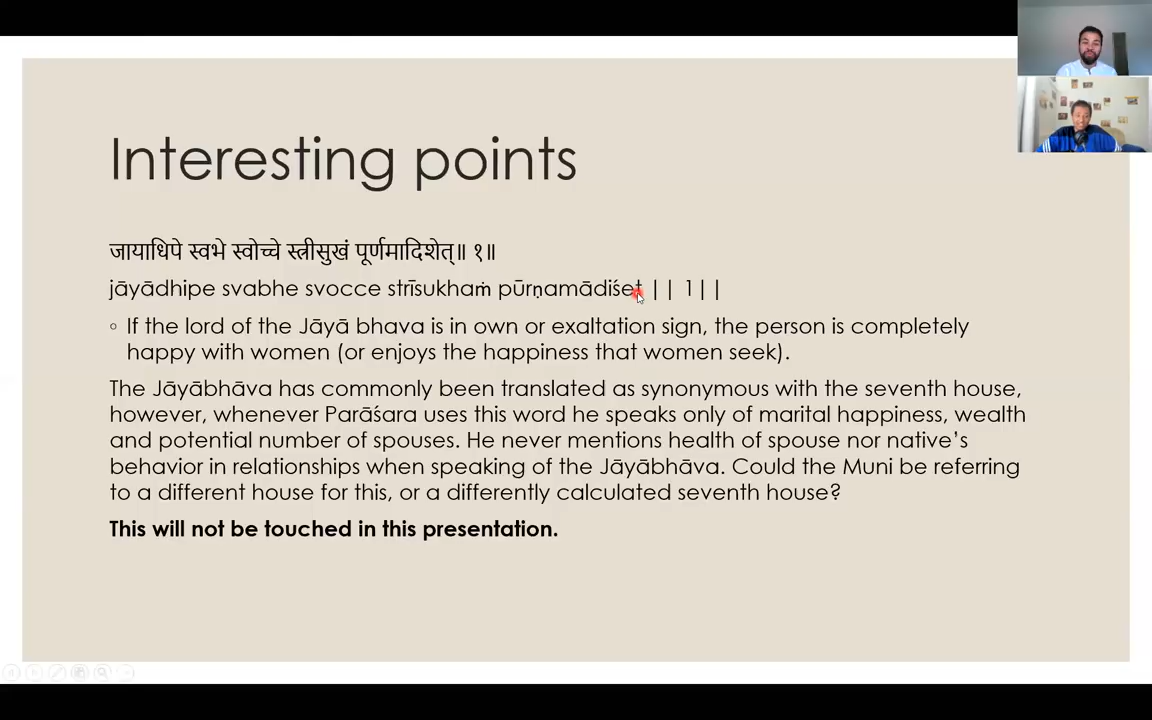 Interesting points
जायाधिपे स्वभे स्वोच्चे स्त्रीसुखं पूर्णमादिशेत्॥ १॥
jāyādhipe svabhe svocce strīsukhaṁ pūrṇamādiśet || 1||
◦ If the lord of the Jāyā bhava is in own or exaltation sign, the person is completely
happy with women (or enjoys the happiness that women seek).
The Jāyābhāva has commonly been translated as synonymous with the seventh house,
however, whenever Parāśara uses this word he speaks only of marital happiness, wealth
and potential number of spouses. He never mentions health of spouse nor native’s
behavior in relationships when speaking of the Jāyābhāva. Could the Muni be referring
to a different house for this, or a differently calculated seventh house?
This will not be touched in this presentation.